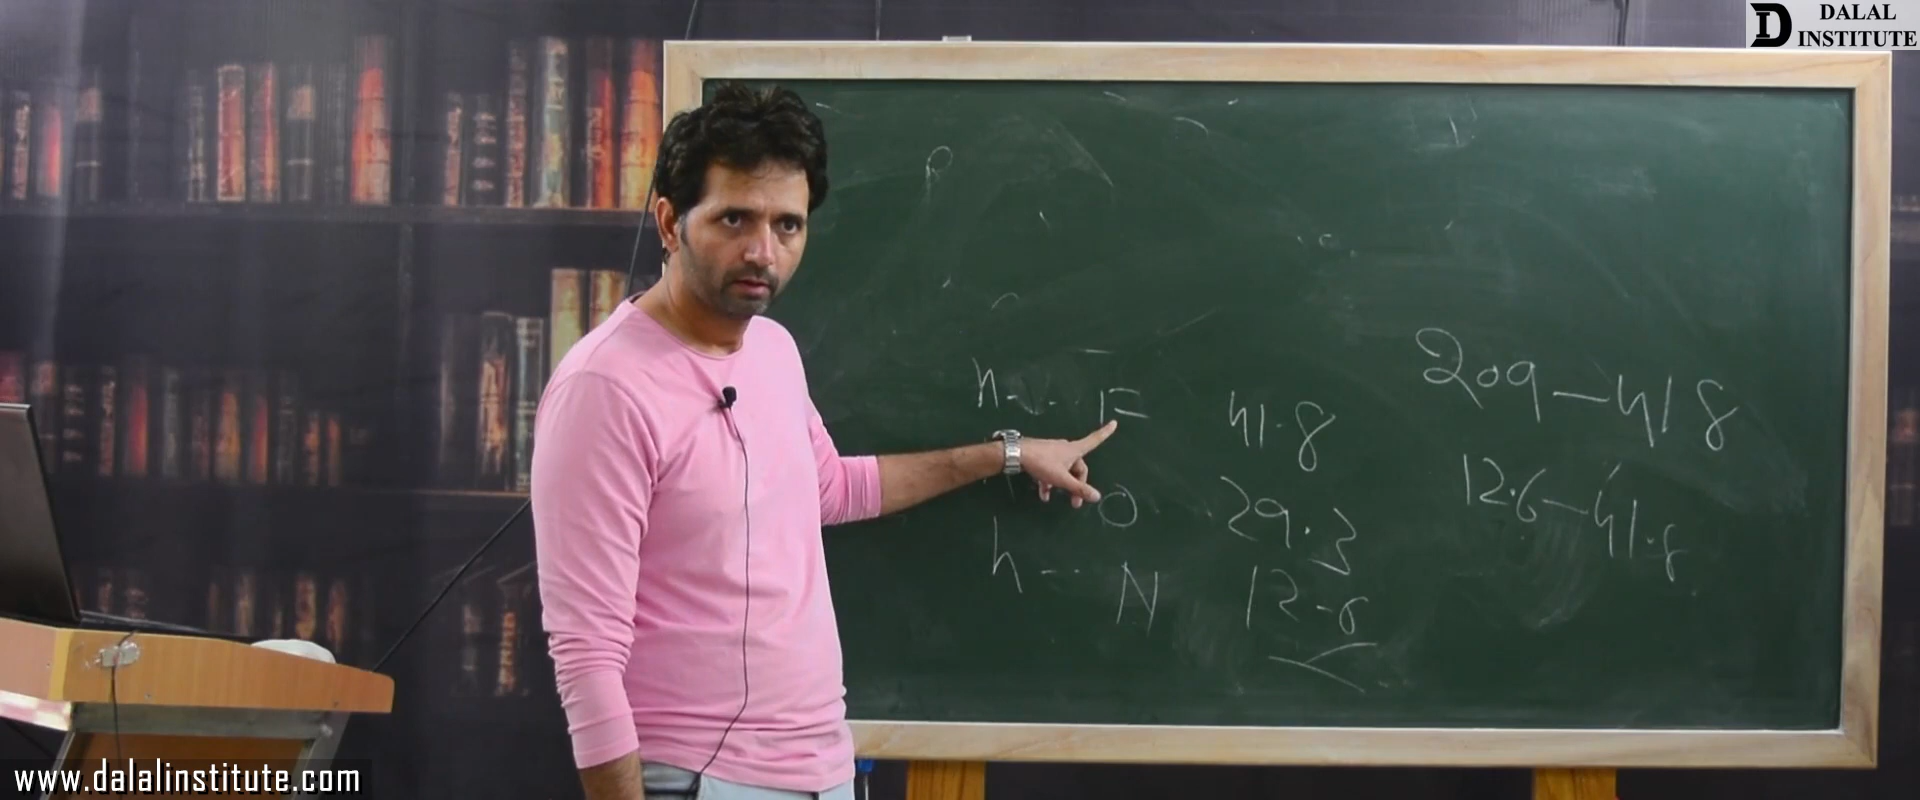 DALAL
INSTITUTE
h -- F 41.8
O 29.3
h -- N 12.6
209 – 418
12.6 – 41.8
www.dalalinstitute.com